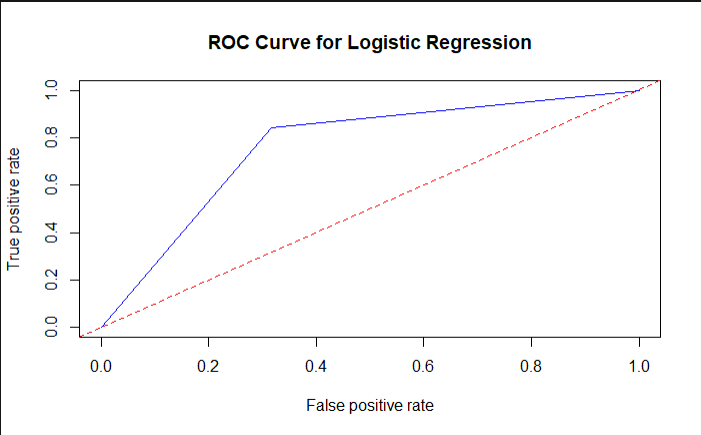 ROC Curve for Logistic Regression
True positive rate
1.0
0.8
0.6
0.4
0.2
0.0
0.0 0.2 0.4 0.6 0.8 1.0
False positive rate